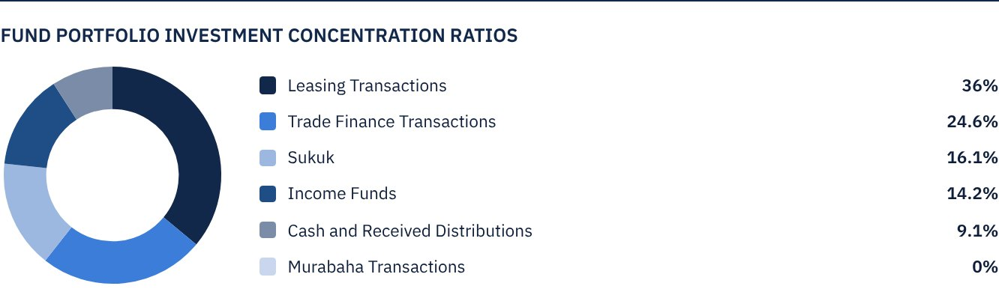 FUND PORTFOLIO INVESTMENT CONCENTRATION RATIOS
Leasing Transactions 36%
Trade Finance Transactions 24.6%
Sukuk 16.1%
Income Funds 14.2%
Cash and Received Distributions 9.1%
Murabaha Transactions 0%